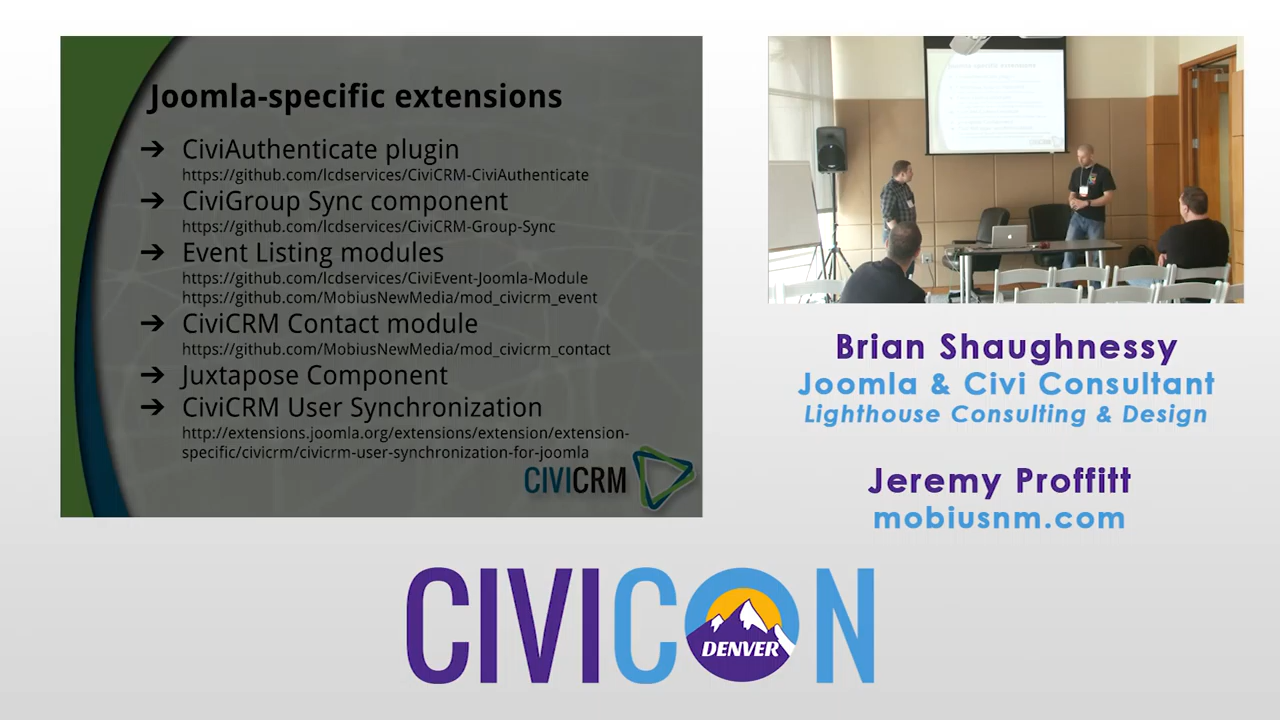 Joomla-specific extensions
➔ CiviAuthenticate plugin
https://github.com/lcdservices/CiviCRM-CiviAuthenticate
➔ CiviGroup Sync component
https://github.com/lcdservices/CiviCRM-Group-Sync
➔ Event Listing modules
https://github.com/lcdservices/CiviEvent-Joomla-Module
https://github.com/MobiusNewMedia/mod_civicrm_event
➔ CiviCRM Contact module
https://github.com/MobiusNewMedia/mod_civicrm_contact
➔ Juxtapose Component
➔ CiviCRM User Synchronization
http://extensions.joomla.org/extensions/extension/extension-
specific/civicrm/civicrm-user-synchronization-for-joomla
CIVICRM
Brian Shaughnessy
Joomla & Civi Consultant
Lighthouse Consulting & Design
Jeremy Proffitt
mobiusnm.com
CIVICON
DENVER